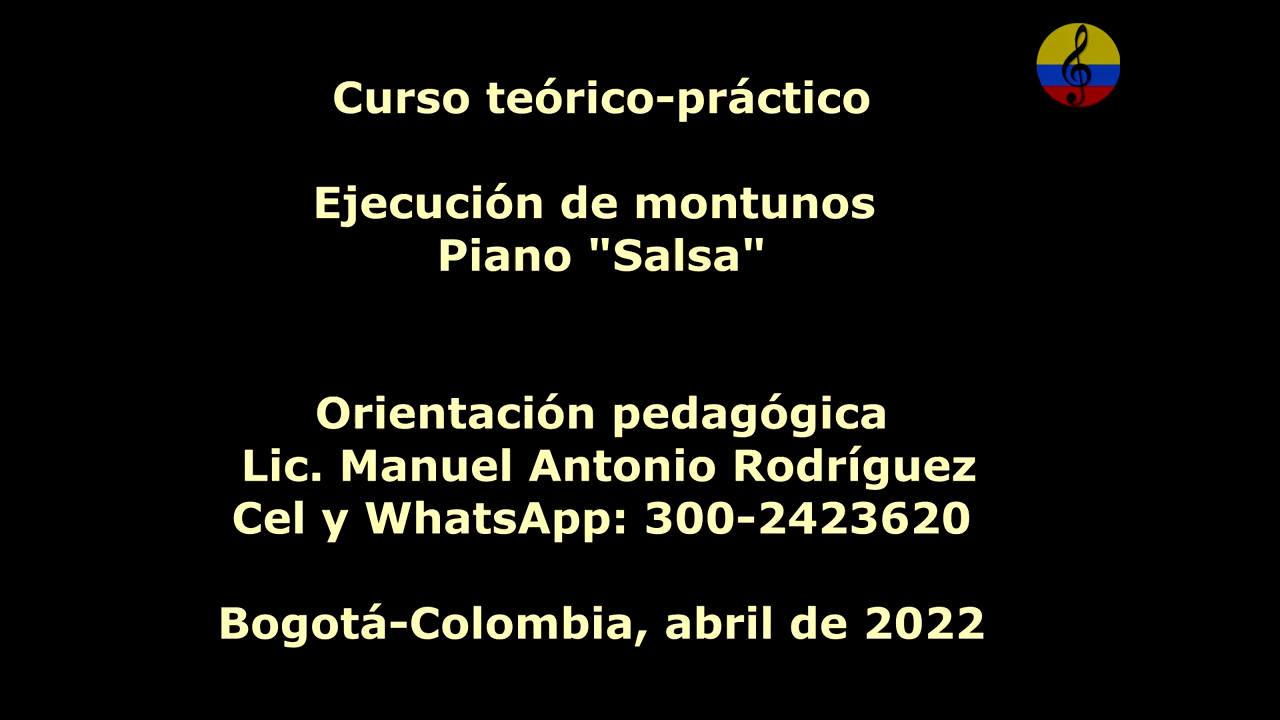 Curso teórico-práctico
Ejecución de montunos
Piano "Salsa"
Orientación pedagógica
Lic. Manuel Antonio Rodríguez
Cel y WhatsApp: 300-2423620
Bogotá-Colombia, abril de 2022